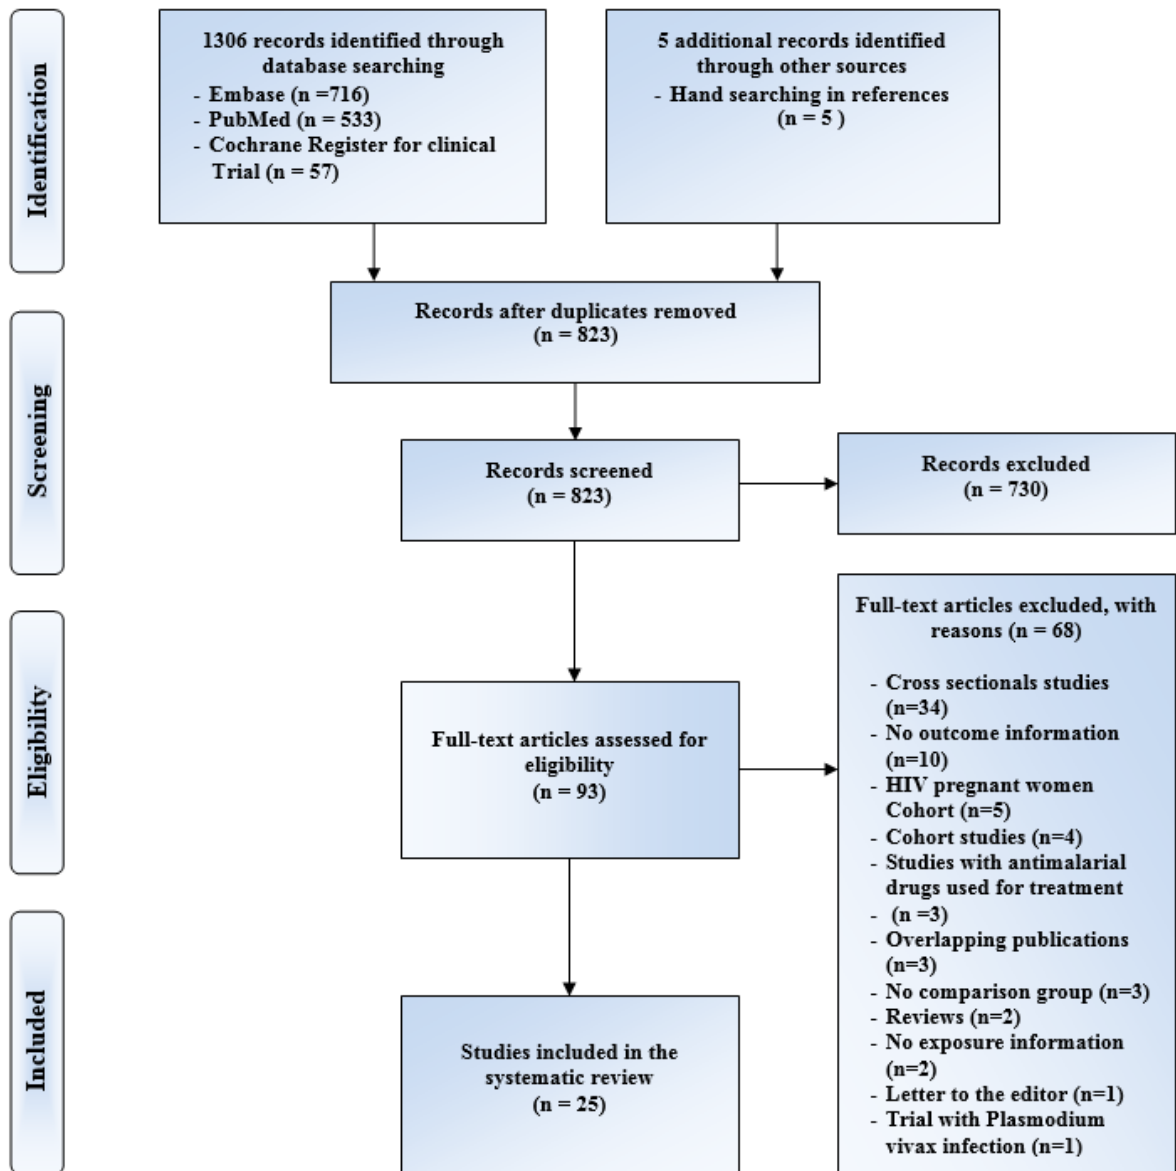 Identification
1306 records identified through
database searching
- Embase (n =716)
- PubMed (n = 533)
- Cochrane Register for clinical
Trial (n = 57)
5 additional records identified
through other sources
- Hand searching in references
(n = 5 )
Records after duplicates removed
(n = 823)
Screening
Records screened
(n = 823)
Records excluded
(n = 730)
Eligibility
Full-text articles assessed for
eligibility
(n = 93)
Full-text articles excluded, with
reasons (n = 68)
- Cross sectionals studies
(n=34)
- No outcome information
(n=10)
- HIV pregnant women
Cohort (n=5)
- Cohort studies (n=4)
- Studies with antimalarial
drugs used for treatment
- (n =3)
- Overlapping publications
(n=3)
- No comparison group (n=3)
- Reviews (n=2)
- No exposure information
(n=2)
- Letter to the editor (n=1)
- Trial with Plasmodium
vivax infection (n=1)
Included
Studies included in the
systematic review
(n = 25)